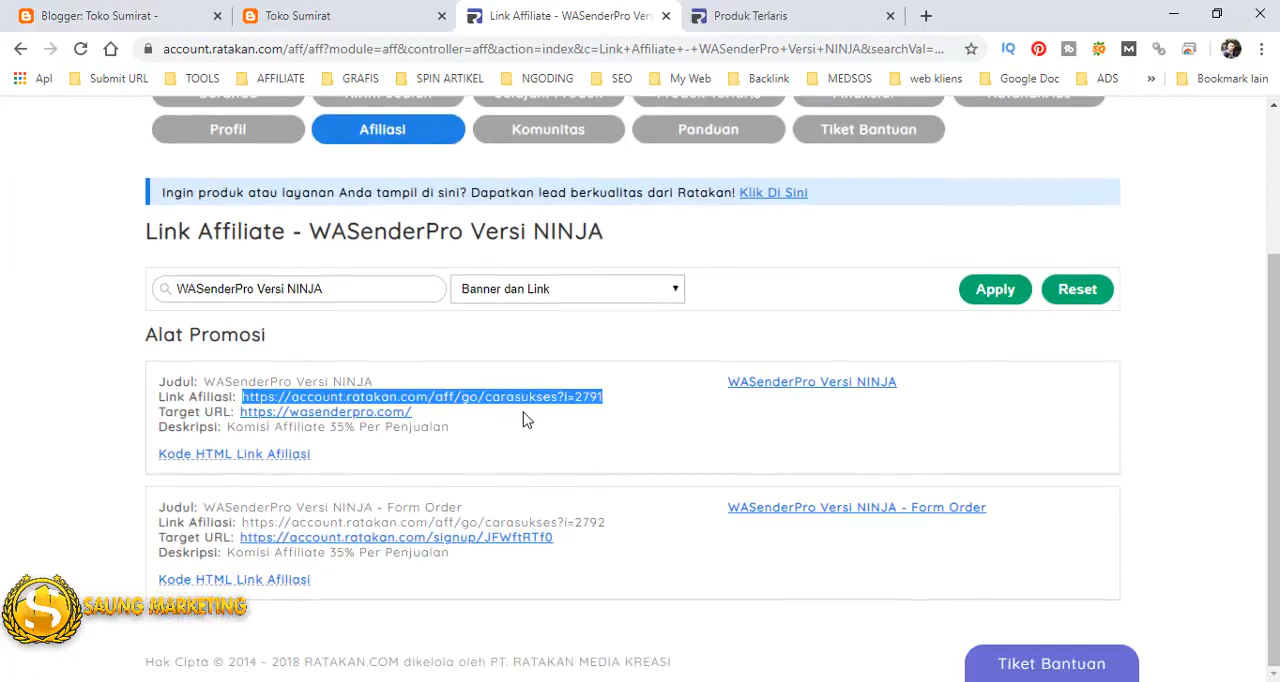 Blogger: Toko Sumirat -
Toko Sumirat
Link Affiliate - WASenderPro Vers
Produk Terlaris
account.ratakan.com/aff/aff?module=aff&controller=aff&action=index&c=Link+Affiliate+-+WASenderPro+Versi+NINJA&searchVal=...
Apl
Submit URL
TOOLS
AFFILIATE
GRAFIS
SPIN ARTIKEL
NGODING
SEO
My Web
Backlink
MEDSOS
web kliens
Google Doc
ADS
»
Bookmark lain
Profil
Afiliasi
Komunitas
Panduan
Tiket Bantuan
Ingin produk atau layanan Anda tampil di sini? Dapatkan lead berkualitas dari Ratakan! Klik Di Sini
Link Affiliate - WASenderPro Versi NINJA
WASenderPro Versi NINJA
Banner dan Link
Apply
Reset
Alat Promosi
Judul: WASenderPro Versi NINJA
Link Afiliasi: https://account.ratakan.com/aff/go/carasukses?i=2791
Target URL: https://wasenderpro.com/
Deskripsi: Komisi Affiliate 35% Per Penjualan
Kode HTML Link Afiliasi
WASenderPro Versi NINJA
Judul: WASenderPro Versi NINJA - Form Order
Link Afiliasi: https://account.ratakan.com/aff/go/carasukses?i=2792
Target URL: https://account.ratakan.com/signup/JFWftRTf0
Deskripsi: Komisi Affiliate 35% Per Penjualan
Kode HTML Link Afiliasi
WASenderPro Versi NINJA - Form Order
SAUNG MARKETING
Hak Cipta © 2014 - 2018 RATAKAN.COM dikelola oleh PT. RATAKAN MEDIA KREASI
Tiket Bantuan